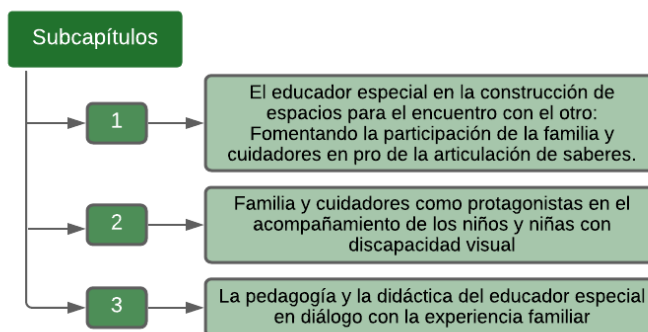 Subcapítulos
1
El educador especial en la construcción de
espacios para el encuentro con el otro:
Fomentando la participación de la familia y
cuidadores en pro de la articulación de saberes.
2
Familia y cuidadores como protagonistas en el
acompañamiento de los niños y niñas con
discapacidad visual
3
La pedagogía y la didáctica del educador especial
en diálogo con la experiencia familiar